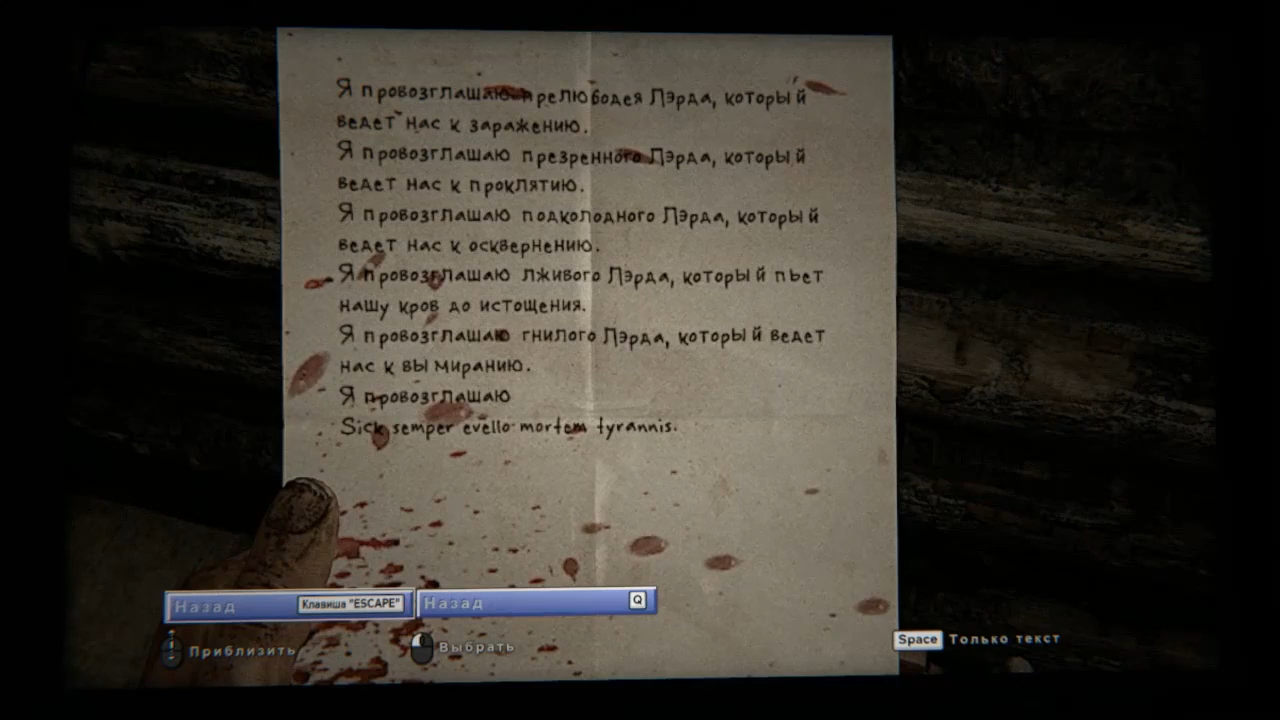 Я провозглашаю прелюбодея Лэрда, который
ведет нас к заражению.
Я провозглашаю презренного Лэрда, который
ведет нас к проклятию.
Я провозглашаю подколодного Лэрда, который
ведет нас к осквернению.
Я провозглашаю лживого Лэрда, который пьет
нашу кров до истощения.
Я провозглашаю гнилого Лэрда, который ведет
нас к вымиранию.
Я провозглашаю
Sick semper evello mortem tyrannis.
Назад Клавиша "ESCAPE" Назад Q
Приблизить Выбрать Space Только текст